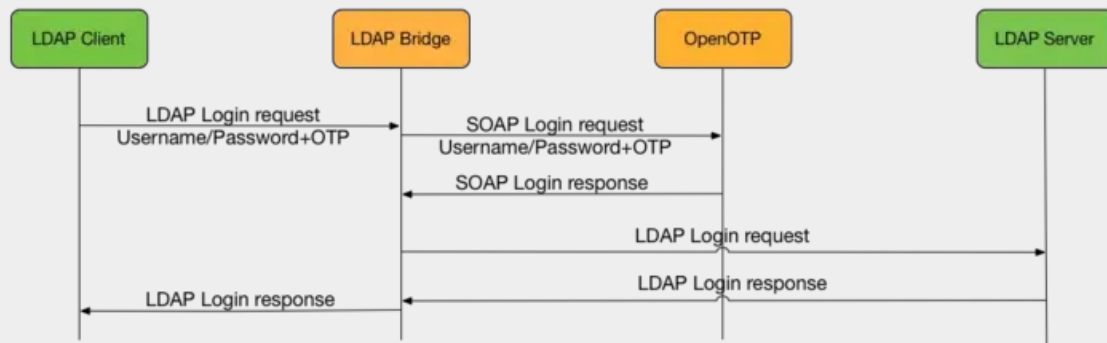 LDAP Client
LDAP Bridge
OpenOTP
LDAP Server
LDAP Login request
Username/Password+OTP
SOAP Login request
Username/Password+OTP
SOAP Login response
LDAP Login request
LDAP Login response
LDAP Login response